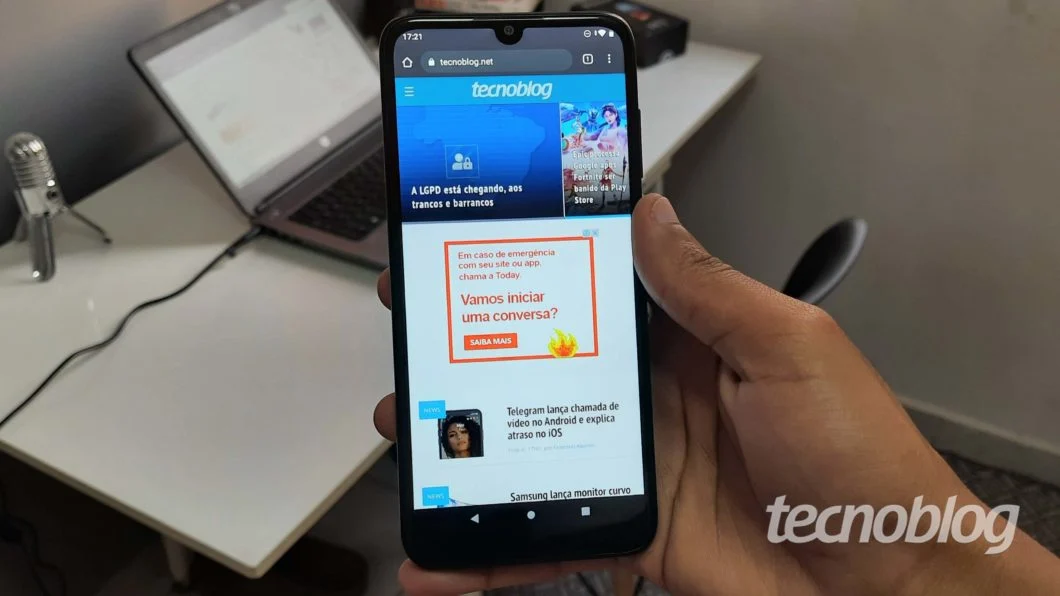 17:21
tecnoblog.net
1
tecnoblog
A LGPD está chegando, aos
trancos e barrancos
Epic processa
Google após
Fortnite ser
banido da Play
Store
Em caso de emergência
com seu site ou app,
chama a Today.
Vamos iniciar
uma conversa?
SAIBA MAIS
NEWS
Telegram lança chamada de
vídeo no Android e explica
atraso no iOS
NEWS
Samsung lança monitor curvo
tecnoblog